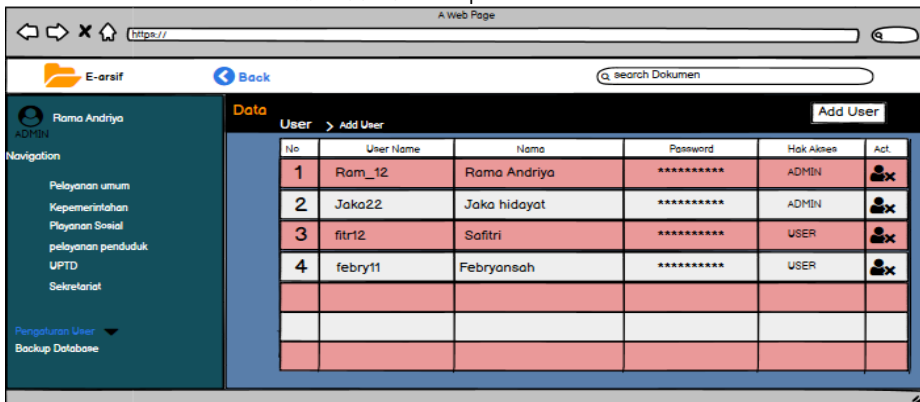 A Web Page
https://
E-arsif
Back
search Dokumen
Rama Andriya
ADMIN
Navigation
Pelayanan umum
Kepemerintahan
Playanan Sosial
pelayanan penduduk
UPTD
Sekretariat
Pengaturan User
Backup Database
Data
User > Add User
Add User
No User Name Nama Password Hak Akses Act.
1 Ram_12 Rama Andriya ********** ADMIN
2 Jaka22 Jaka hidayat ********** ADMIN
3 fitr12 Safitri ********** USER
4 febry11 Febryansah ********** USER